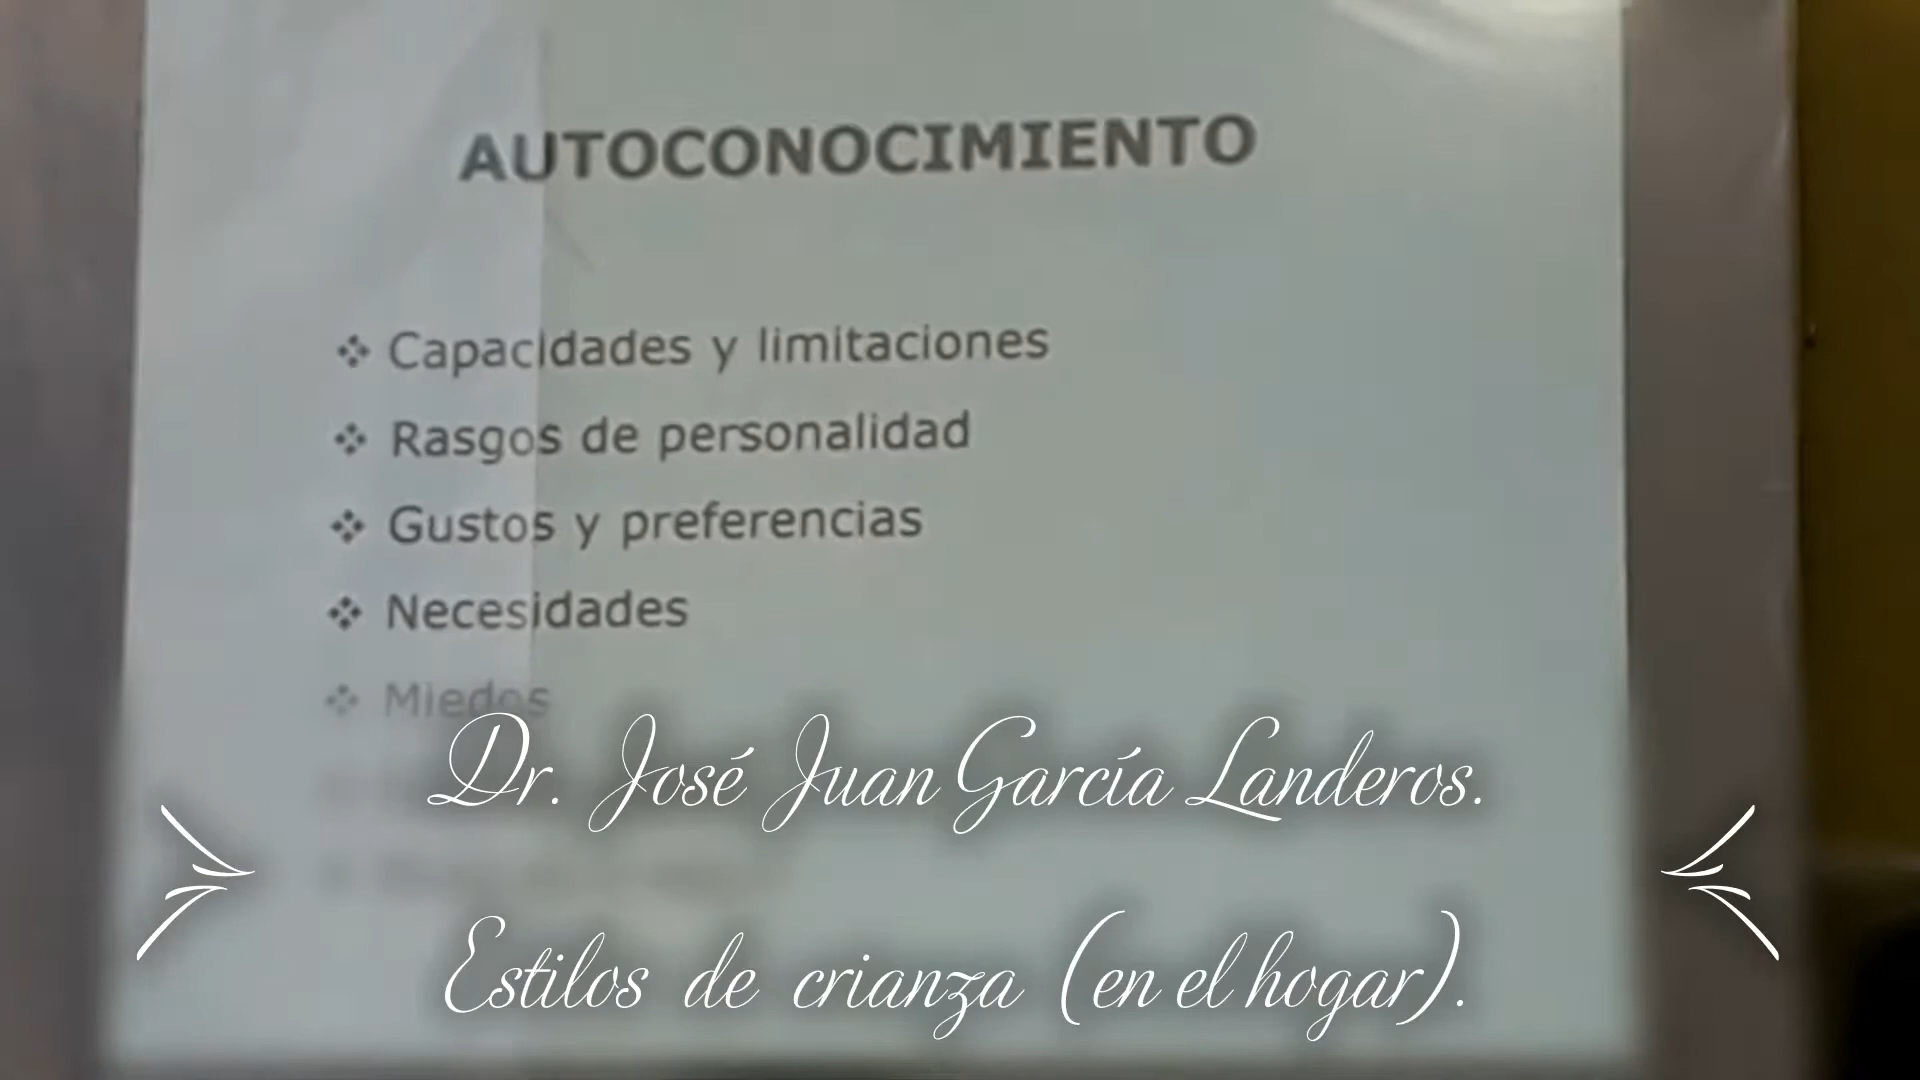 AUTOCONOCIMIENTO
❖ Capacidades y limitaciones
❖ Rasgos de personalidad
❖ Gustos y preferencias
❖ Necesidades
❖ Miedos
Dr. José Juan García Landeros.
Estilos de crianza (en el hogar).